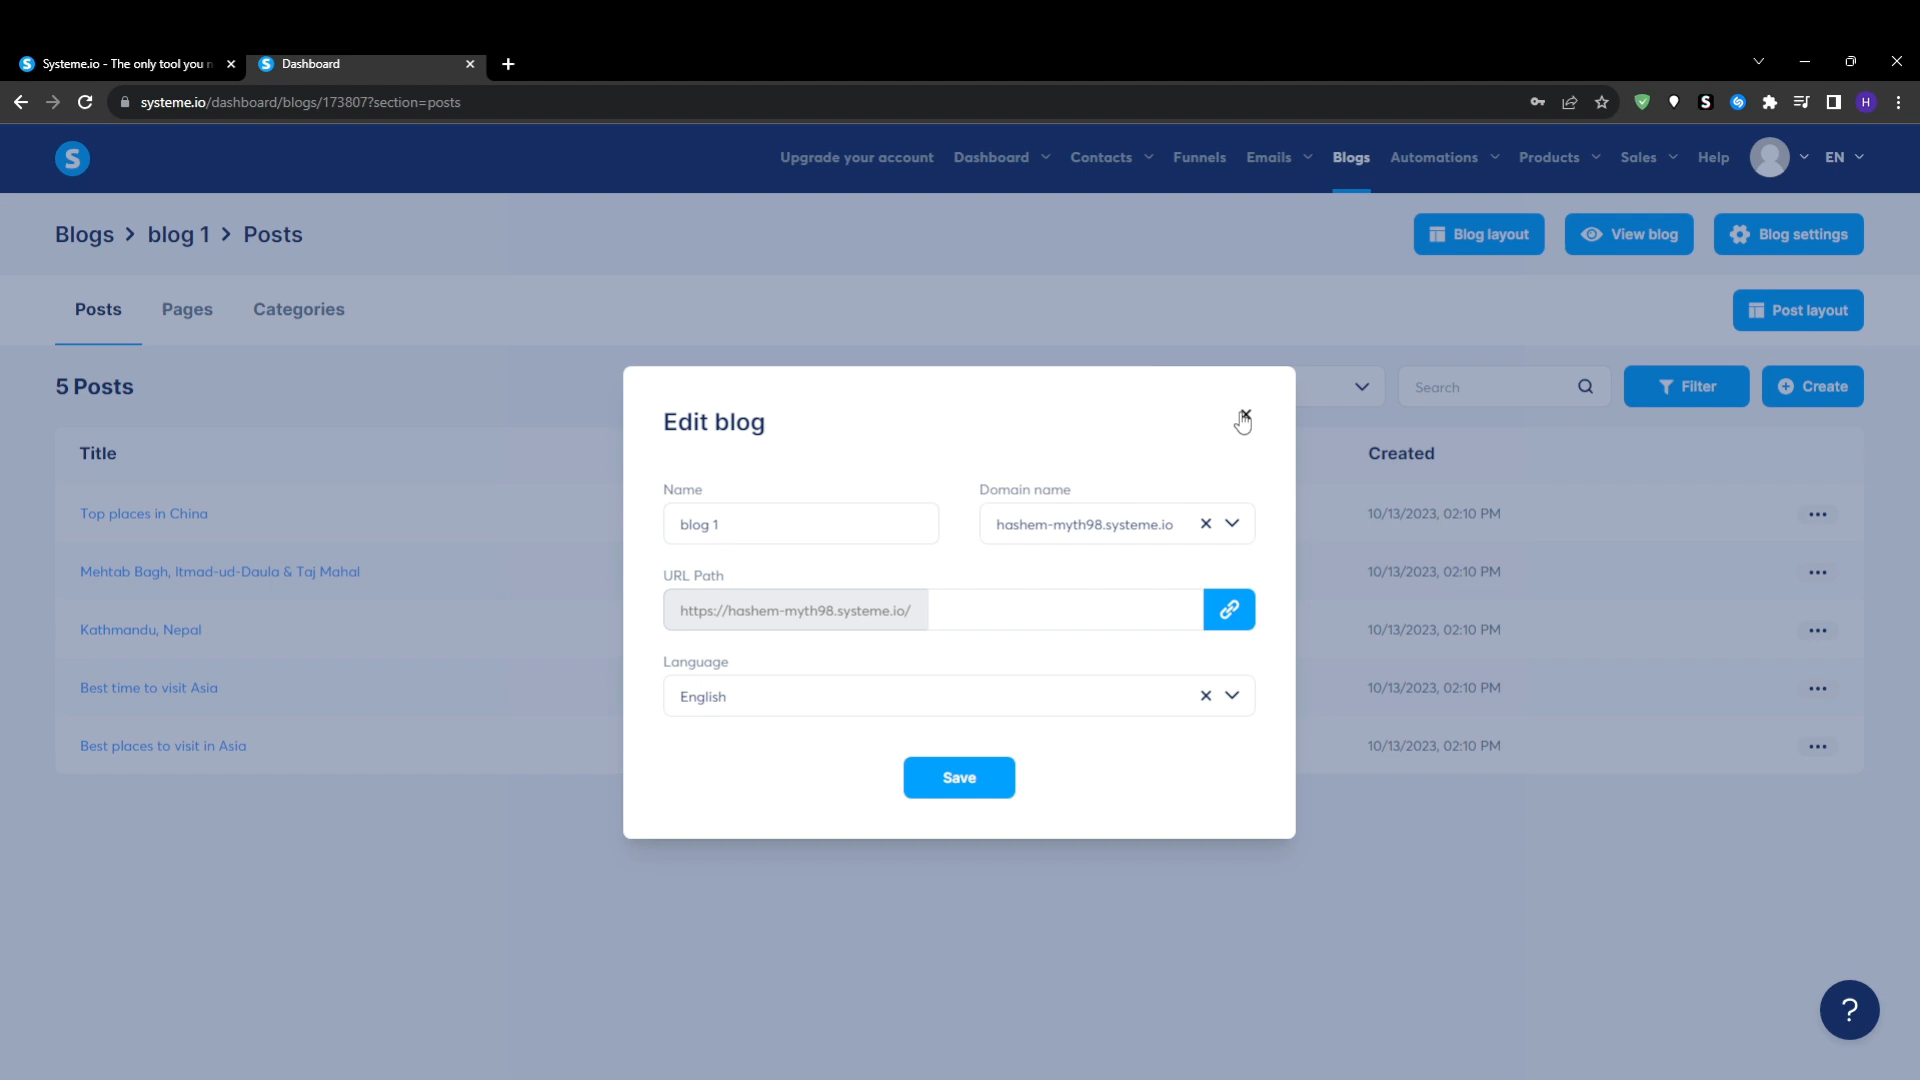 Systeme.io - The only tool you n
Dashboard
systeme.io/dashboard/blogs/173807?section=posts
S
H
S
Upgrade your account Dashboard Contacts Funnels Emails Blogs Automations Products Sales Help EN
Blogs > blog 1 > Posts
Blog layout View blog Blog settings
Posts Pages Categories
Post layout
5 Posts
Search
Filter
Create
Title
Created
Top places in China
10/13/2023, 02:10 PM
Mehtab Bagh, Itmad-ud-Daula & Taj Mahal
10/13/2023, 02:10 PM
Kathmandu, Nepal
10/13/2023, 02:10 PM
Best time to visit Asia
10/13/2023, 02:10 PM
Best places to visit in Asia
10/13/2023, 02:10 PM
Edit blog
Name
Domain name
blog 1
hashem-myth98.systeme.io
URL Path
https://hashem-myth98.systeme.io/
Language
English
Save
?